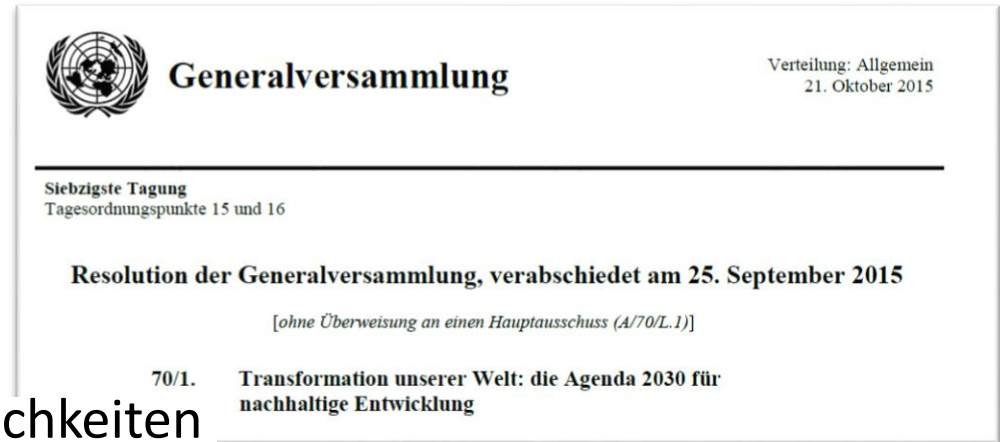 Generalversammlung
Verteilung: Allgemein
21. Oktober 2015
Siebzigste Tagung
Tagesordnungspunkte 15 und 16
Resolution der Generalversammlung, verabschiedet am 25. September 2015
[ohne Überweisung an einen Hauptausschuss (A/70/L.1)]
70/1. Transformation unserer Welt: die Agenda 2030 für
nachhaltige Entwicklung
chkeiten